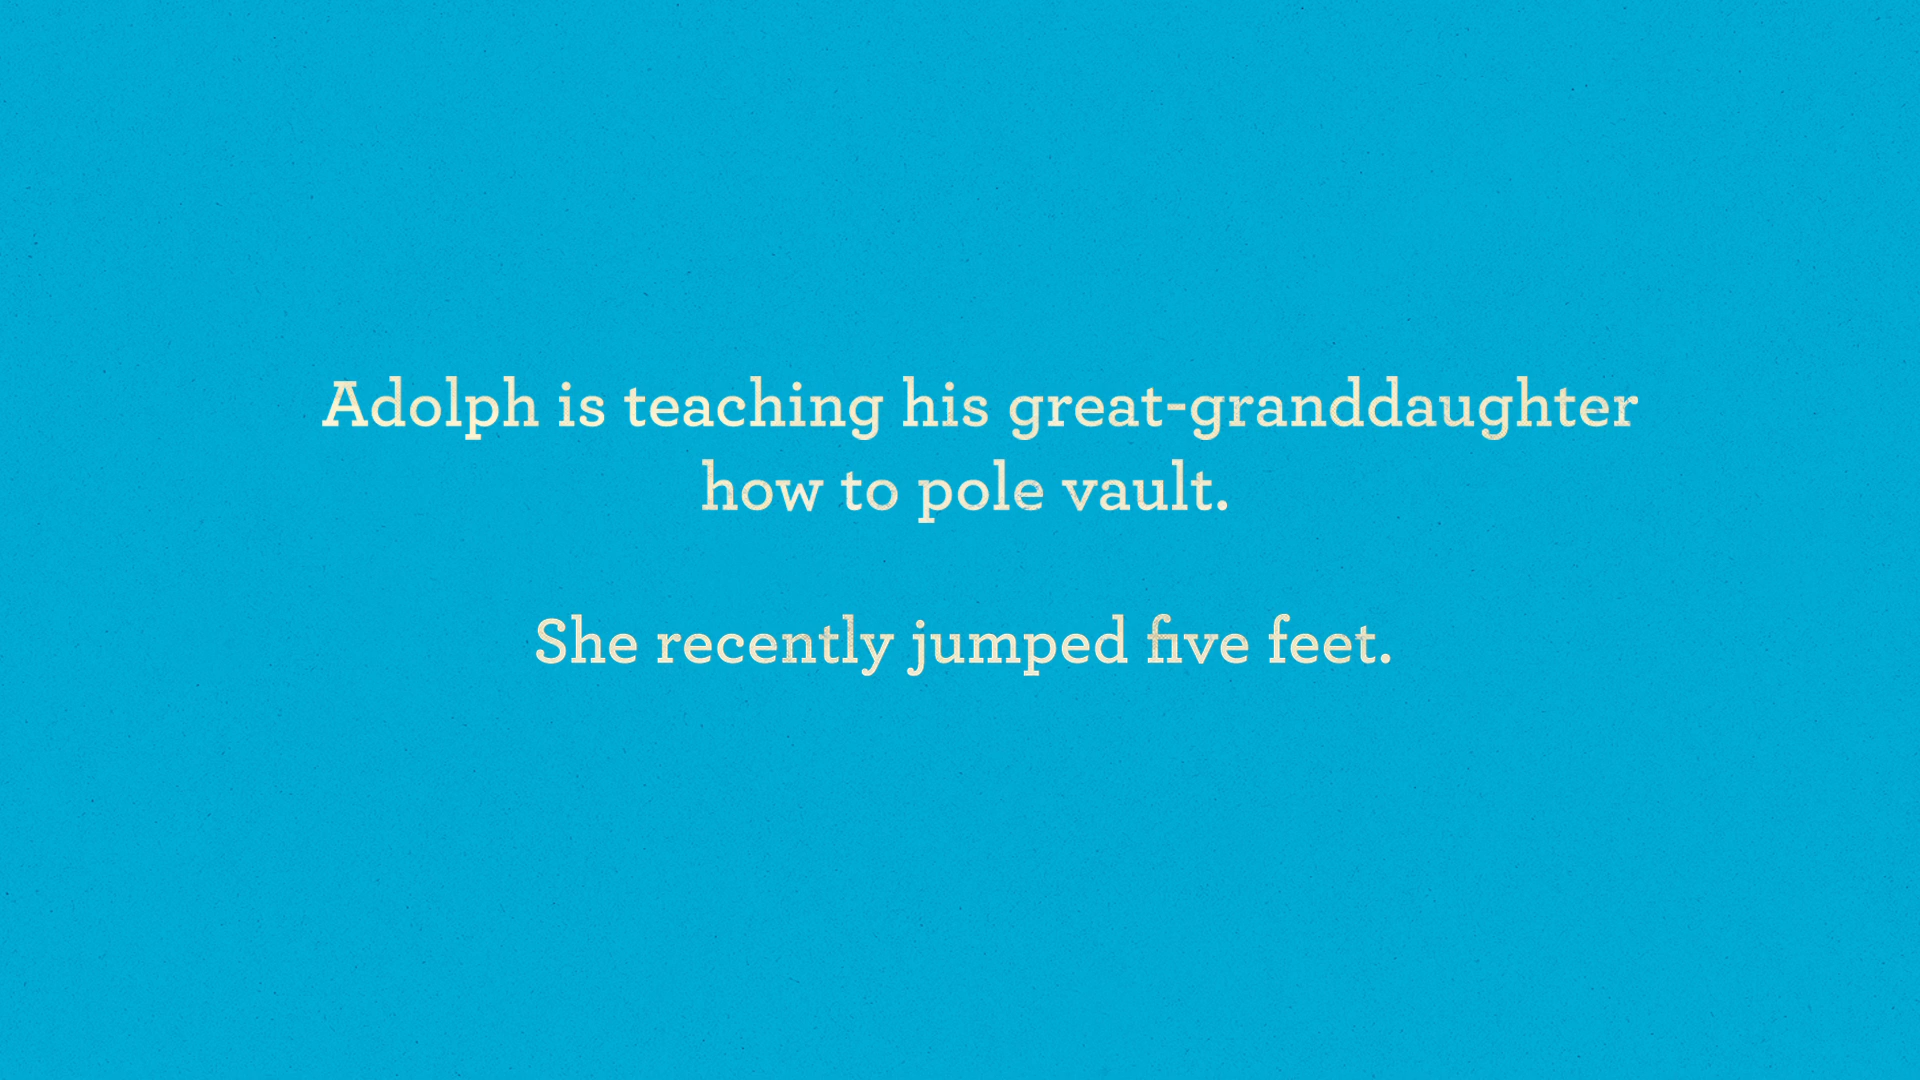 Adolph is teaching his great-granddaughter
how to pole vault.
She recently jumped five feet.